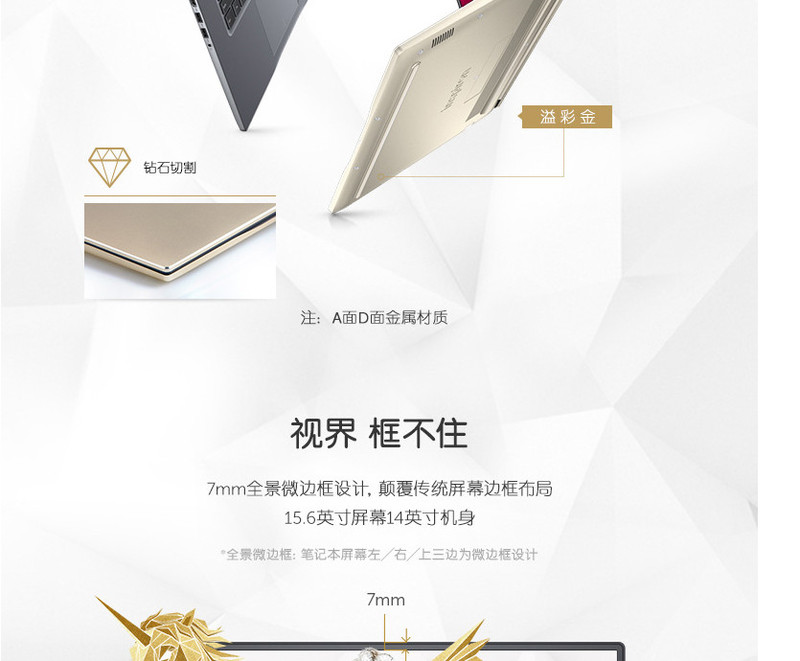 溢彩金
钻石切割
注：A面D面金属材质
视界 框不住
7mm全景微边框设计, 颠覆传统屏幕边框布局
15.6英寸屏幕14英寸机身
*全景微边框: 笔记本屏幕左／右／上三边为微边框设计
7mm